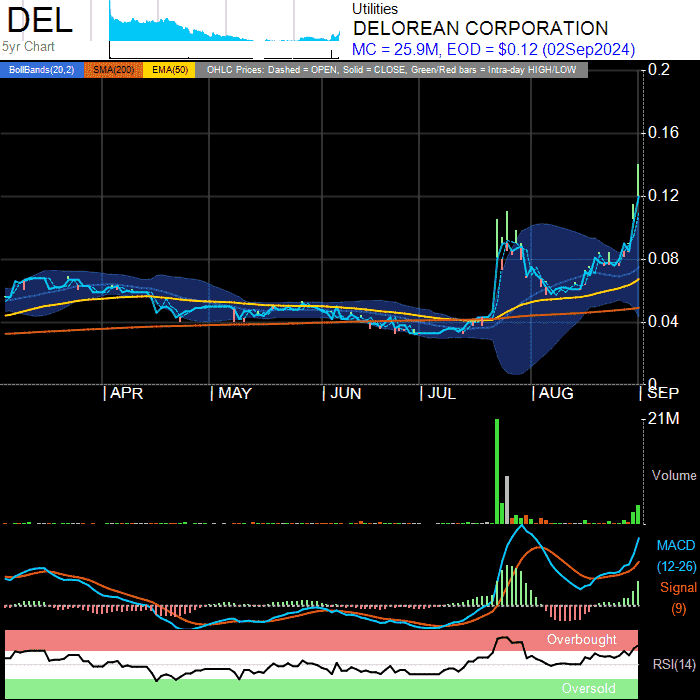 DEL
5yr Chart
Utilities
DELOREAN CORPORATION
MC = 25.9M, EOD = $0.12 (02Sep2024)
BollBands(20,2) SMA(200) EMA(50) OHLC Prices: Dashed = OPEN, Solid = CLOSE, Green/Red bars = Intra-day HIGH/LOW
0.2
0.16
0.12
0.08
0.04
0
APR MAY JUN JUL AUG SEP
21M
Volume
MACD
(12-26)
Signal
(9)
Overbought
RSI(14)
Oversold